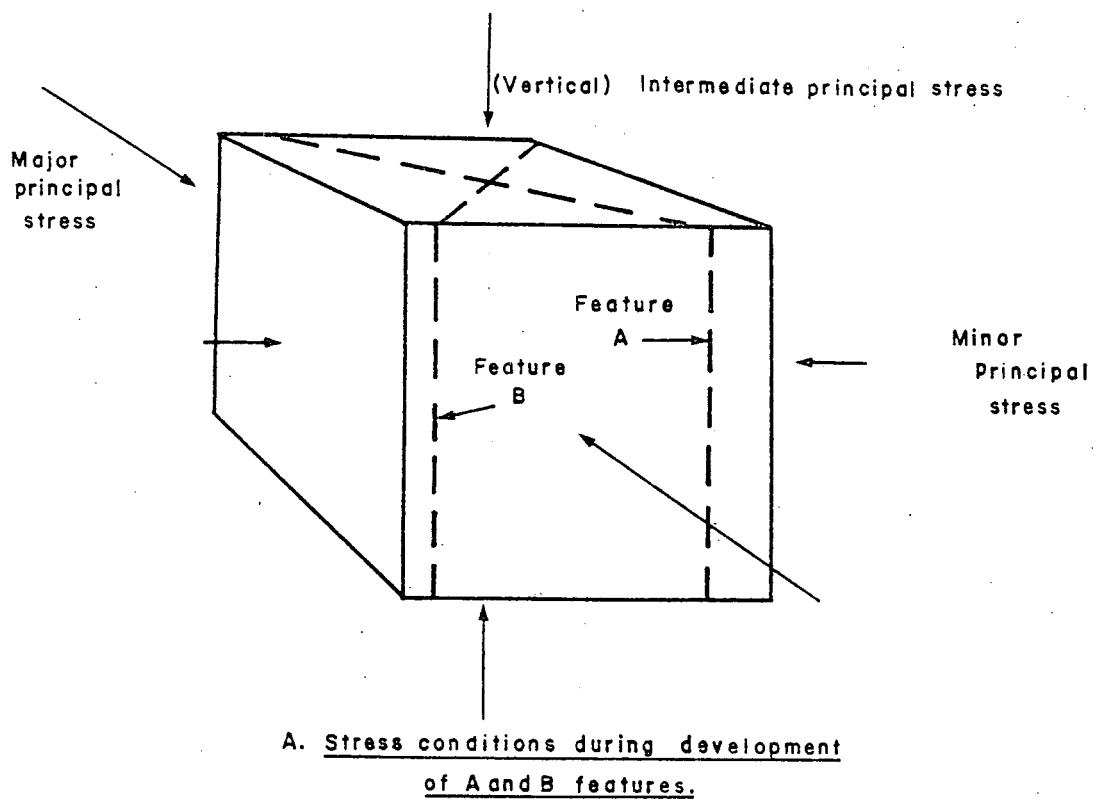 (Vertical) Intermediate principal stress
Major
principal
stress
Feature
A
Feature
B
Minor
Principal
stress
A. Stress conditions during development
of A and B features.